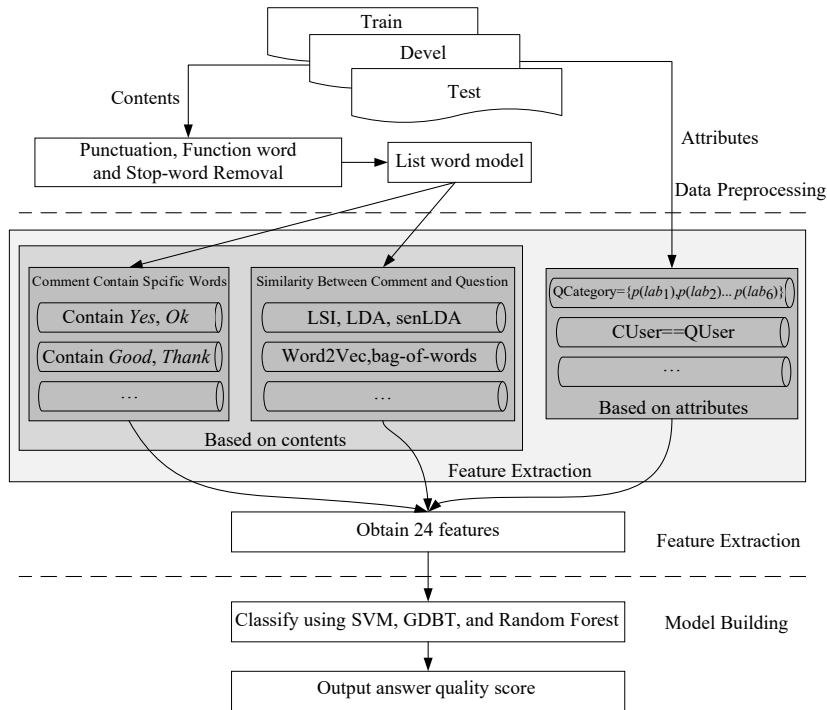 Train
Devel
Test
Contents
Attributes
Punctuation, Function word
and Stop-word Removal
List word model
Data Preprocessing
Comment Contain Spcific Words
Contain Yes, Ok
Contain Good, Thank
…
Similarity Between Comment and Question
LSI, LDA, senLDA
Word2Vec,bag-of-words
…
Based on contents
QCategory={p(lab1),p(lab2)... p(lab6)}
CUser==QUser
…
Based on attributes
Feature Extraction
Obtain 24 features
Feature Extraction
Classify using SVM, GDBT, and Random Forest
Model Building
Output answer quality score